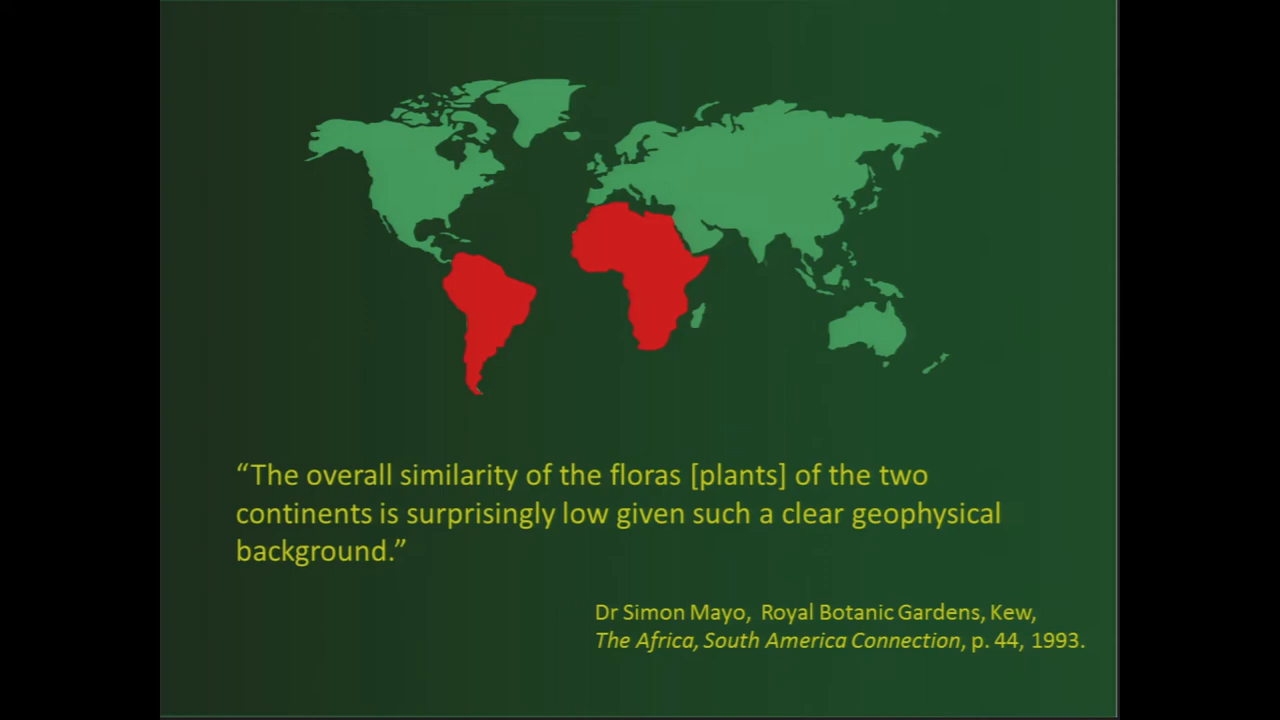 “The overall similarity of the floras [plants] of the two
continents is surprisingly low given such a clear geophysical
background.”
Dr Simon Mayo,  Royal Botanic Gardens, Kew,
The Africa, South America Connection, p. 44, 1993.